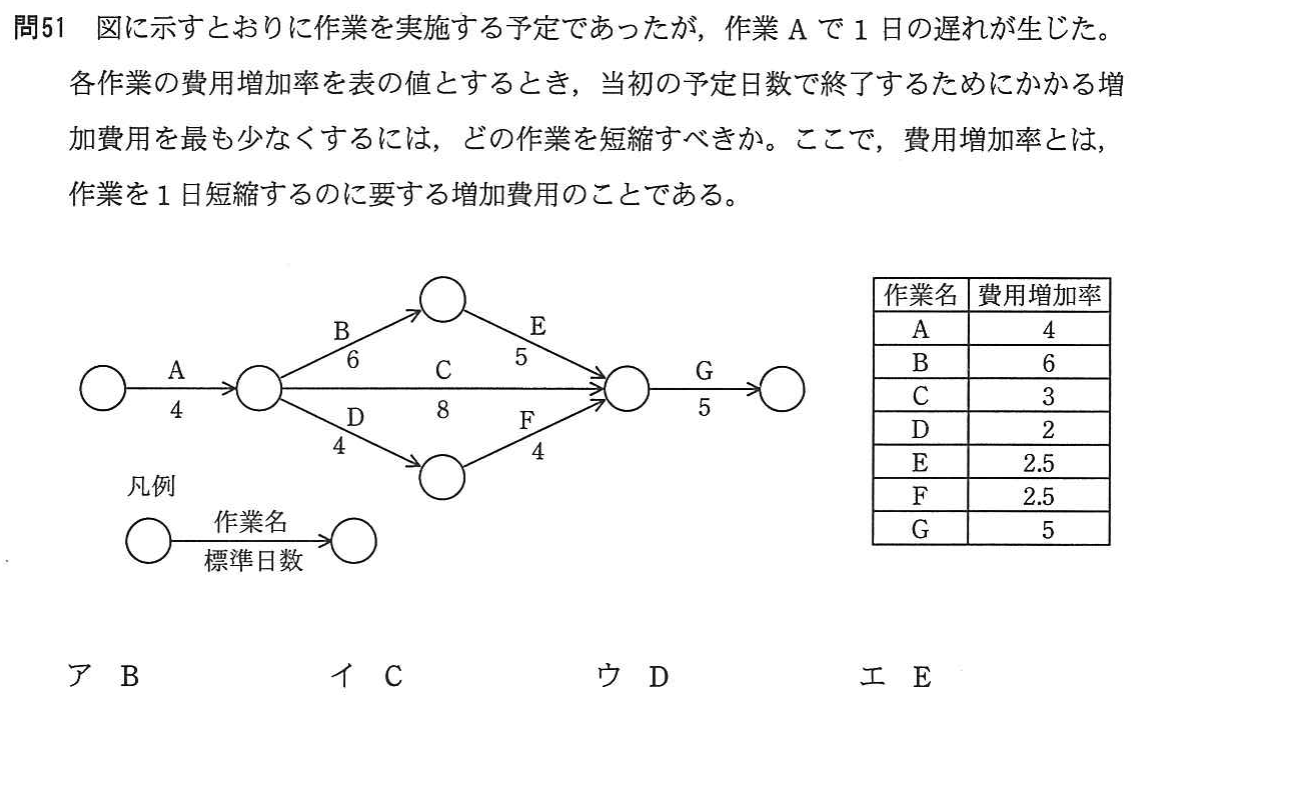 問51 図に示すとおりに作業を実施する予定であったが，作業 A で 1 日の遅れが生じた。
各作業の費用増加率を表の値とするとき，当初の予定日数で終了するためにかかる増
加費用を最も少なくするには，どの作業を短縮すべきか。ここで，費用増加率とは，
作業を 1 日短縮するのに要する増加費用のことである。
A
4
B
6
E
5
C
8
D
4
F
4
G
5
凡例
作業名
標準日数
作業名 費用増加率
A 4
B 6
C 3
D 2
E 2.5
F 2.5
G 5
ア B イ C ウ D エ E